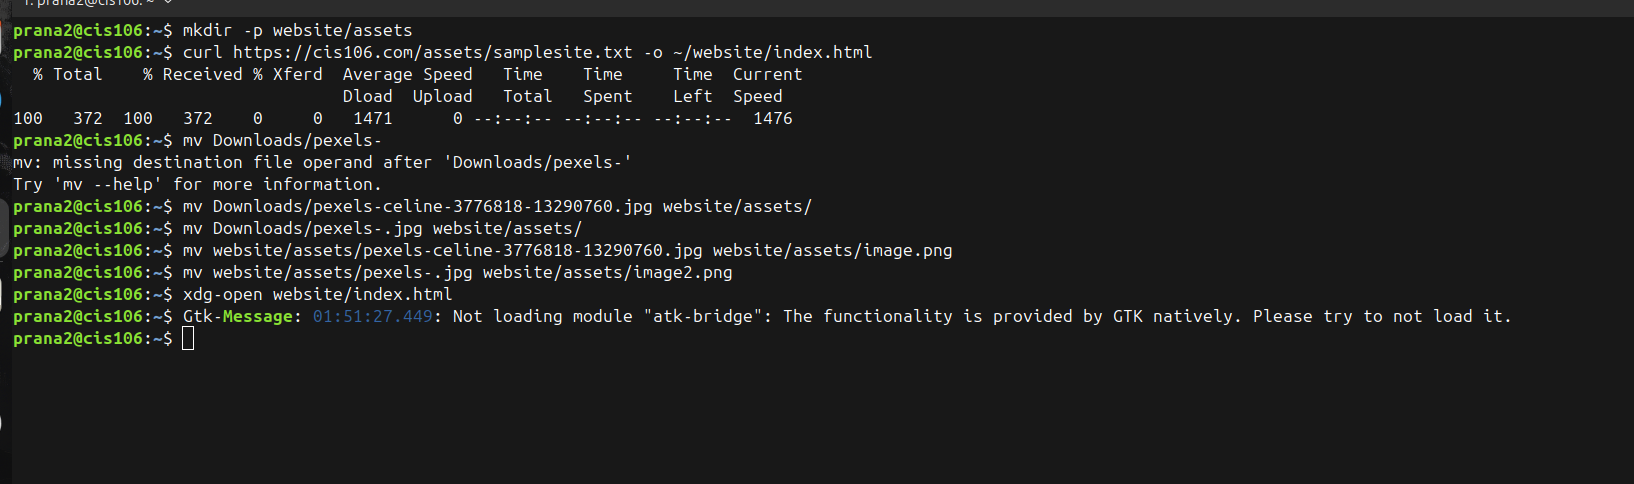 1: prana2@cis106: ~
prana2@cis106:~$ mkdir -p website/assets
prana2@cis106:~$ curl https://cis106.com/assets/samplesite.txt -o ~/website/index.html
  % Total    % Received % Xferd  Average Speed   Time    Time     Time  Current
                                 Dload  Upload   Total   Spent    Left  Speed
100   372  100   372    0     0   1471      0 --:--:-- --:--:-- --:--:--  1476
prana2@cis106:~$ mv Downloads/pexels-
mv: missing destination file operand after 'Downloads/pexels-'
Try 'mv --help' for more information.
prana2@cis106:~$ mv Downloads/pexels-celine-3776818-13290760.jpg website/assets/
prana2@cis106:~$ mv Downloads/pexels-.jpg website/assets/
prana2@cis106:~$ mv website/assets/pexels-celine-3776818-13290760.jpg website/assets/image.png
prana2@cis106:~$ mv website/assets/pexels-.jpg website/assets/image2.png
prana2@cis106:~$ xdg-open website/index.html
prana2@cis106:~$ Gtk-Message: 01:51:27.449: Not loading module "atk-bridge": The functionality is provided by GTK natively. Please try to not load it.
prana2@cis106:~$